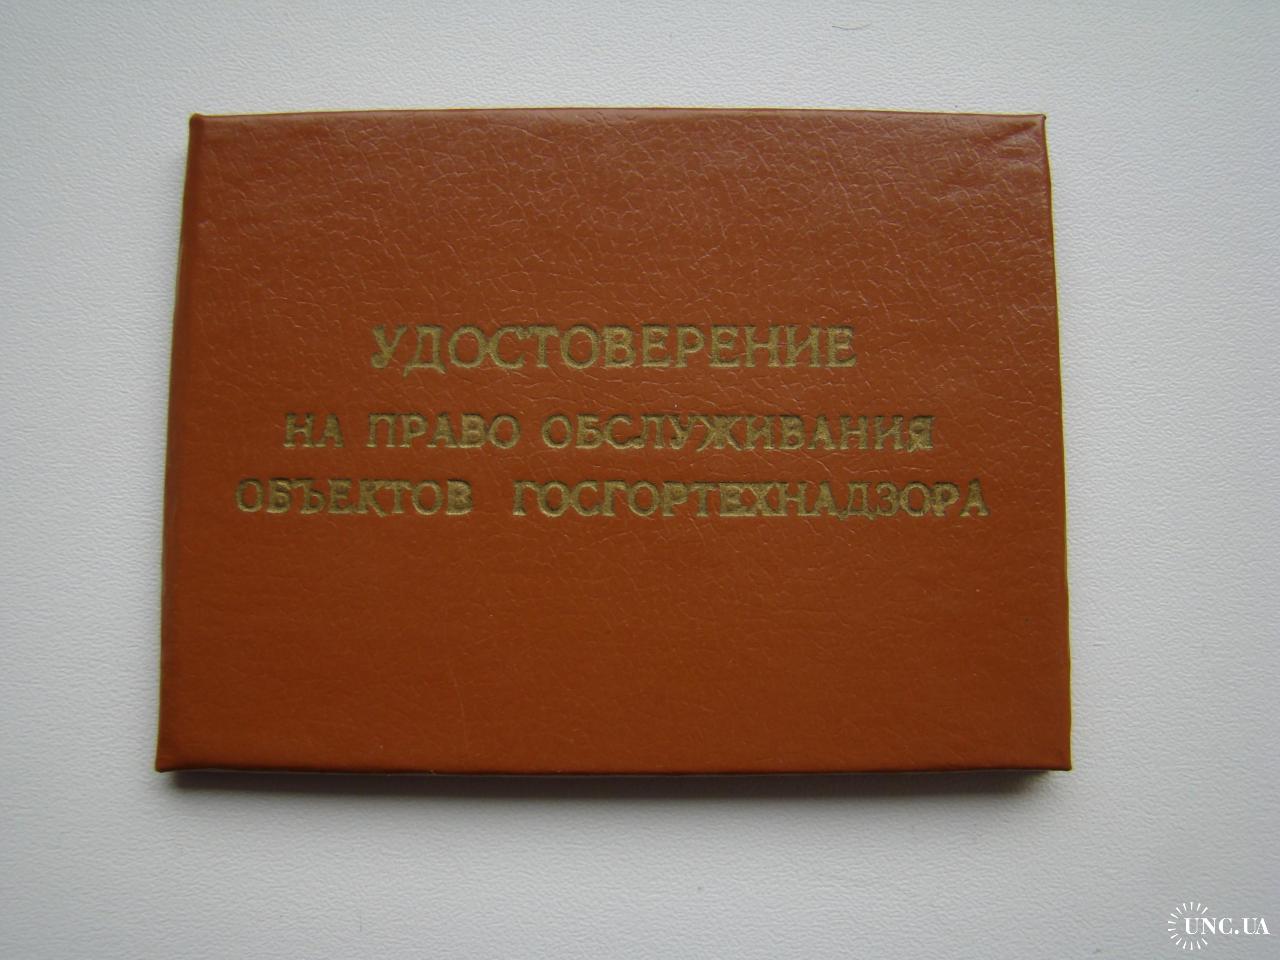 УДОСТОВЕРЕНИЕ
НА ПРАВО ОБСЛУЖИВАНИЯ
ОБЪЕКТОВ ГОСГОРТЕХНАДЗОРА
UNC.UA